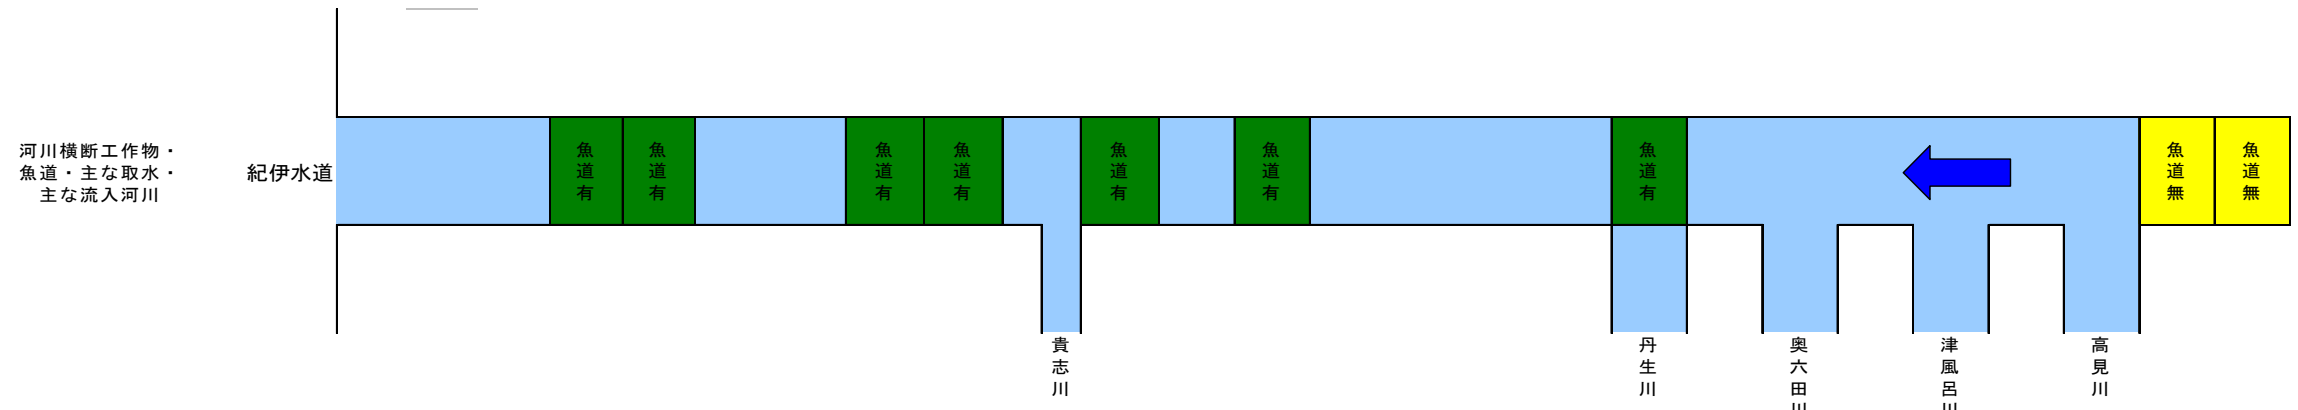 河川横断工作物・
魚道・主な取水・
主な流入河川
紀伊水道
魚道有
魚道有
魚道有
魚道有
魚道有
魚道有
魚道有
魚道無
魚道無
貴志川
丹生川
奥六田川
津風呂川
高見川